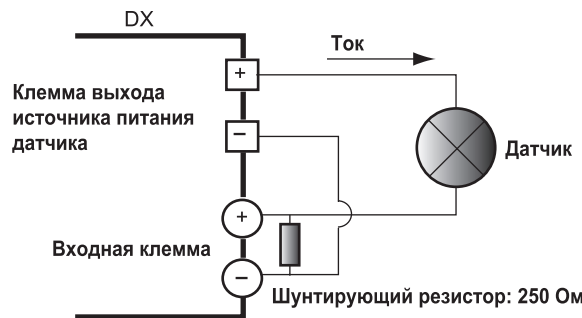 DX
Ток
+
Клемма выхода
источника питания
датчика
−
Датчик
+
Входная клемма
−
Шунтирующий резистор: 250 Ом